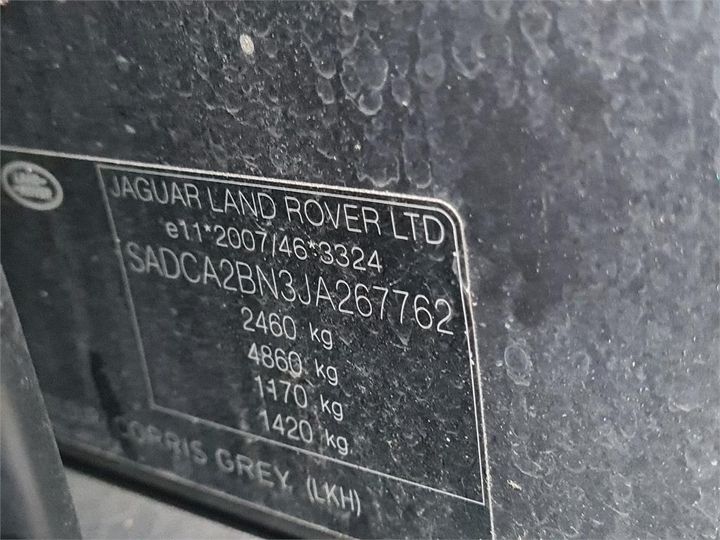 JAGUAR LAND ROVER LTD
e11*2007/46*3324
SADCA2BN3JA267762
2460 kg
4860 kg
1170 kg
1420 kg
CORRIS GREY (LKH)